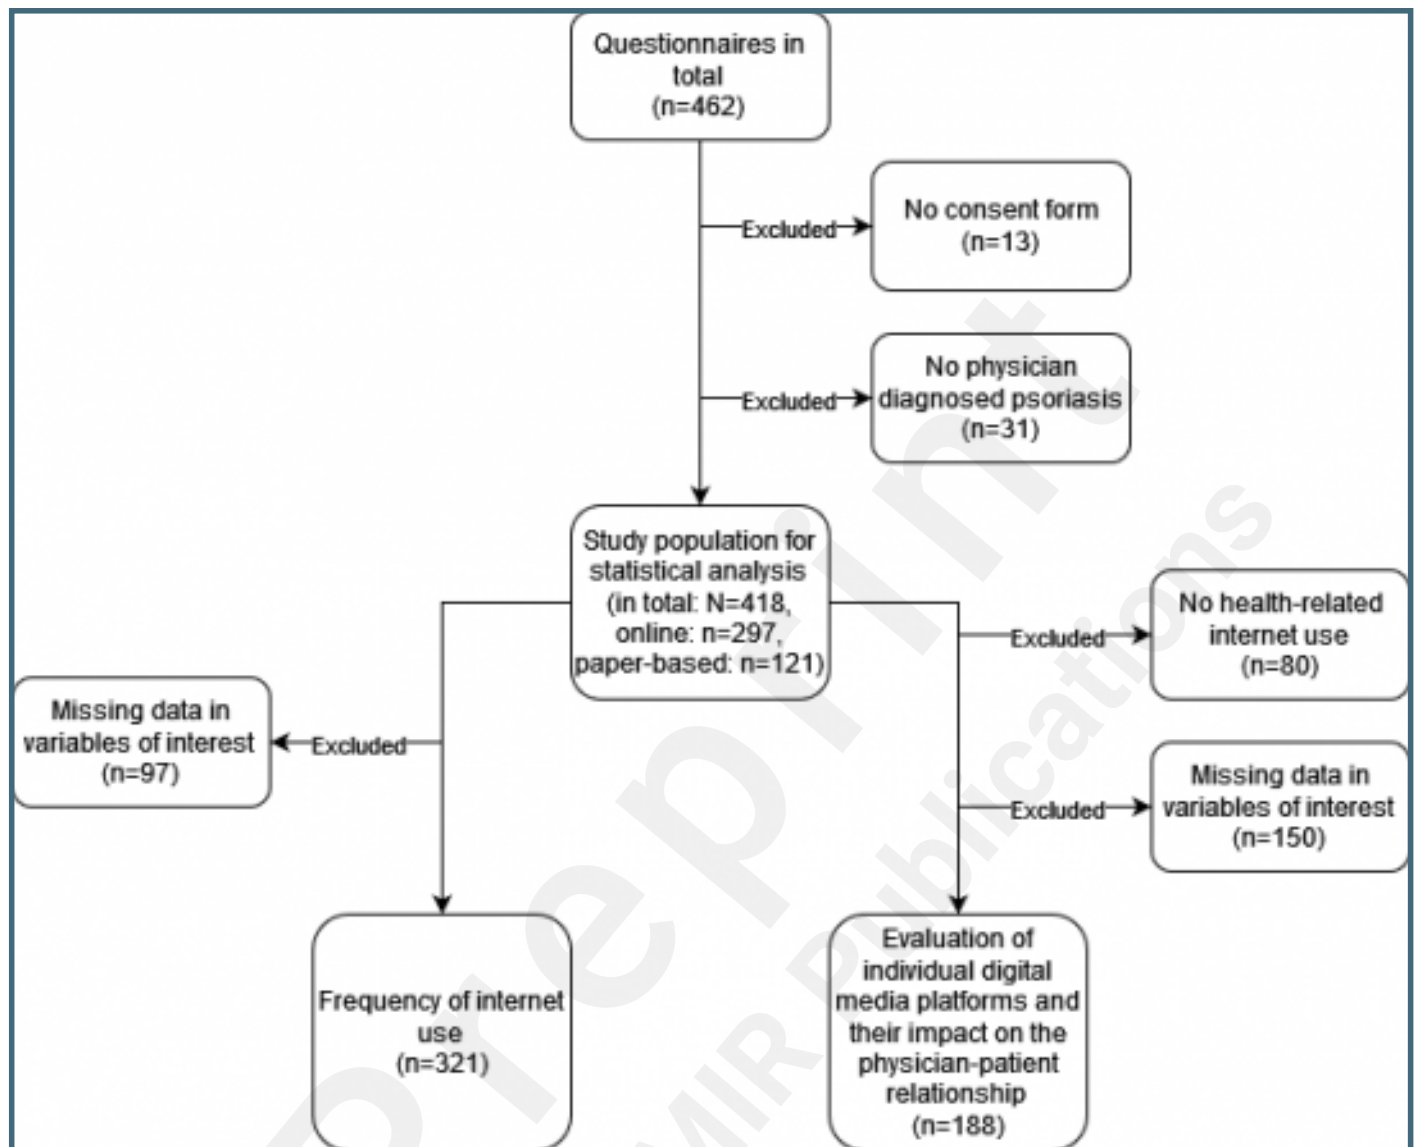 Questionnaires in
total
(n=462)
Excluded
No consent form
(n=13)
Excluded
No physician
diagnosed psoriasis
(n=31)
Study population for
statistical analysis
(in total: N=418,
online: n=297,
paper-based: n=121)
Excluded
No health-related
internet use
(n=80)
Missing data in
variables of interest
(n=97)
Excluded
Excluded
Missing data in
variables of interest
(n=150)
Frequency of internet
use
(n=321)
Evaluation of
individual digital
media platforms and
their impact on the
physician-patient
relationship
(n=188)
Preprint
MIR Publications